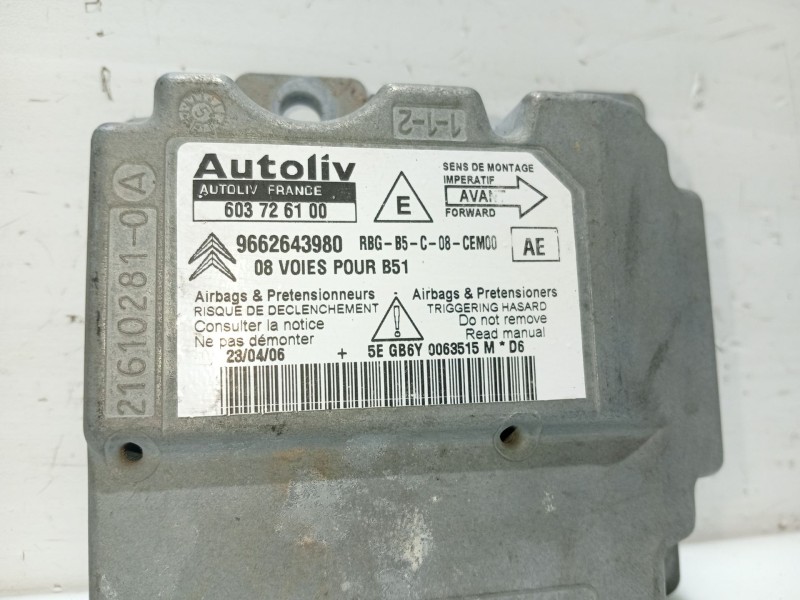 1-1-2
Autoliv
AUTOLIV FRANCE
603 72 61 00
E
SENS DE MONTAGE
IMPERATIF
AVANT
FORWARD
9662643980 RBG-B5-C-08-CEM00 AE
08 VOIES POUR B51
Airbags & Pretensionneurs
RISQUE DE DECLENCHEMENT
Consulter la notice
Ne pas démonter
Airbags & Pretensioners
TRIGGERING HASARD
Do not remove
Read manual
23/04/06 + 5E GB6Y 0063515 M * D6
21610281-0 A